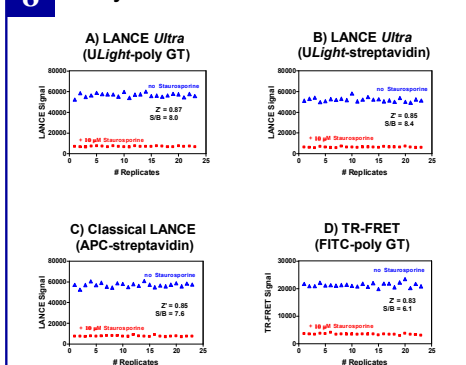 6
A) LANCE Ultra
(ULight-poly GT)
80000
60000
40000
20000
0
LANCE Signal
no Staurosporine
Z' = 0.87
S/B = 8.0
+ 10 µM Staurosporine
0 5 10 15 20 25
# Replicates
B) LANCE Ultra
(ULight-streptavidin)
80000
60000
40000
20000
0
LANCE Signal
no Staurosporine
Z' = 0.85
S/B = 8.4
+ 10 µM Staurosporine
0 5 10 15 20 25
# Replicates
C) Classical LANCE
(APC-streptavidin)
80000
60000
40000
20000
0
LANCE Signal
no Staurosporine
Z' = 0.85
S/B = 7.6
+ 10 µM Staurosporine
0 5 10 15 20 25
# Replicates
D) TR-FRET
(FITC-poly GT)
30000
20000
10000
0
TR-FRET Signal
no Staurosporine
Z' = 0.83
S/B = 6.1
+ 10 µM Staurosporine
0 5 10 15 20 25
# Replicates